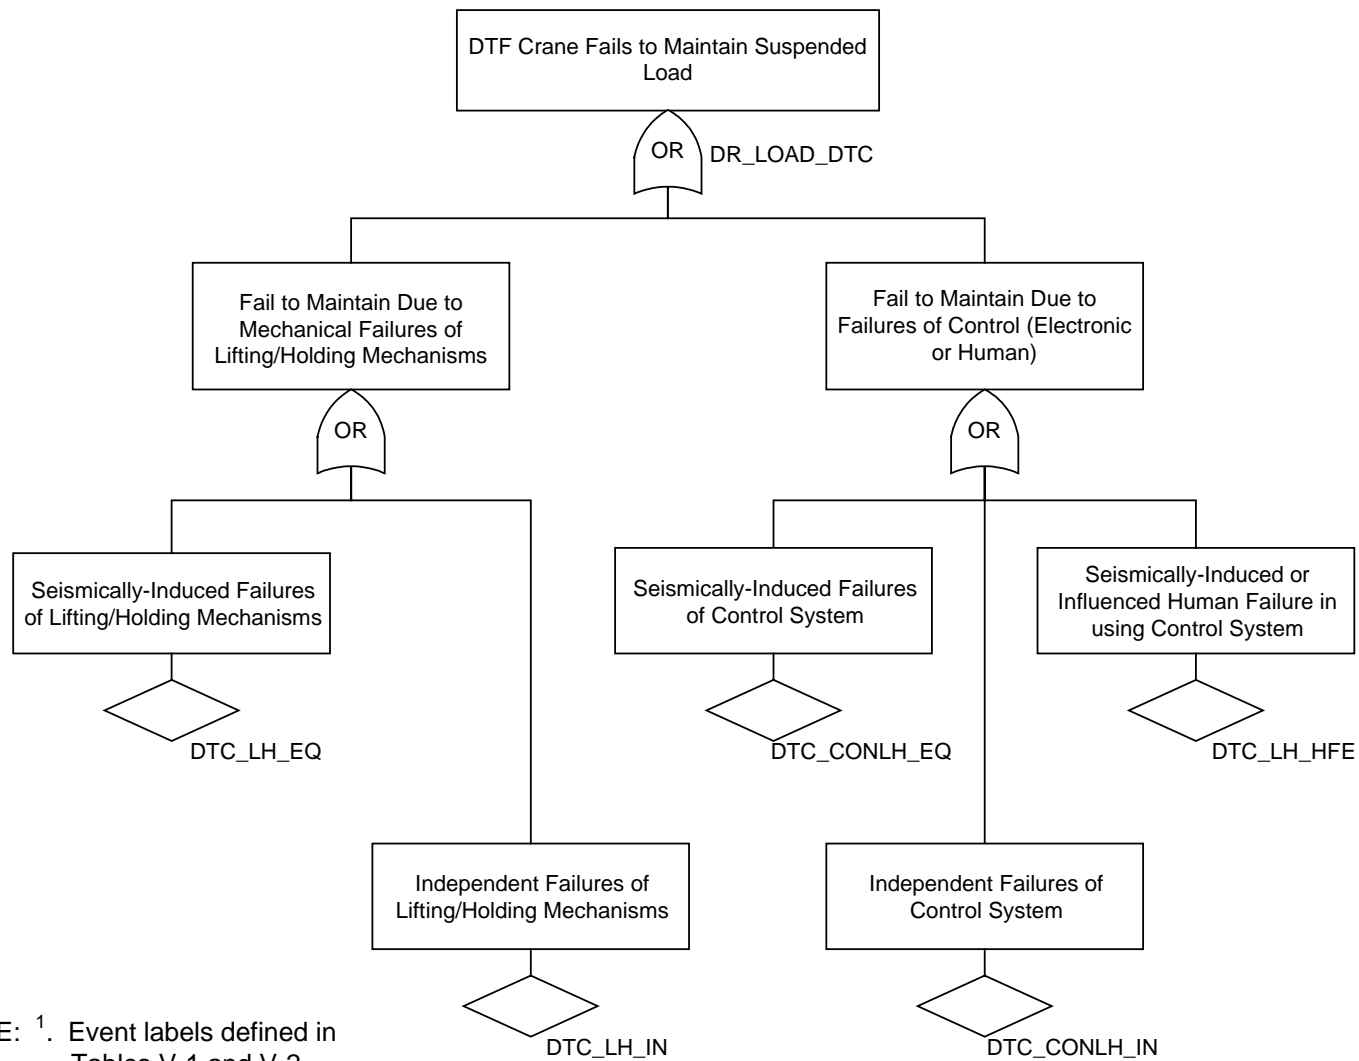 DTF Crane Fails to Maintain Suspended
Load
OR
DR_LOAD_DTC
Fail to Maintain Due to
Mechanical Failures of
Lifting/Holding Mechanisms
Fail to Maintain Due to
Failures of Control (Electronic
or Human)
OR
OR
Seismically-Induced Failures
of Lifting/Holding Mechanisms
Seismically-Induced Failures
of Control System
Seismically-Induced or
Influenced Human Failure in
using Control System
DTC_LH_EQ
DTC_CONLH_EQ
DTC_LH_HFE
Independent Failures of
Lifting/Holding Mechanisms
Independent Failures of
Control System
DTC_LH_IN
DTC_CONLH_IN
E: 1. Event labels defined in
Tables V-1 and V-2